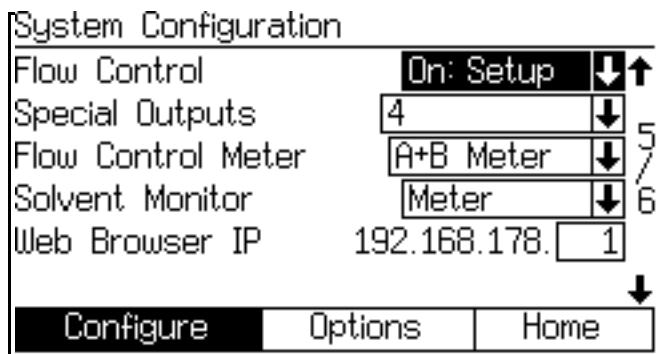 System Configuration
Flow Control On: Setup
Special Outputs 4
Flow Control Meter A+B Meter
Solvent Monitor Meter
Web Browser IP 192.168.178. 1
5/6
Configure Options Home